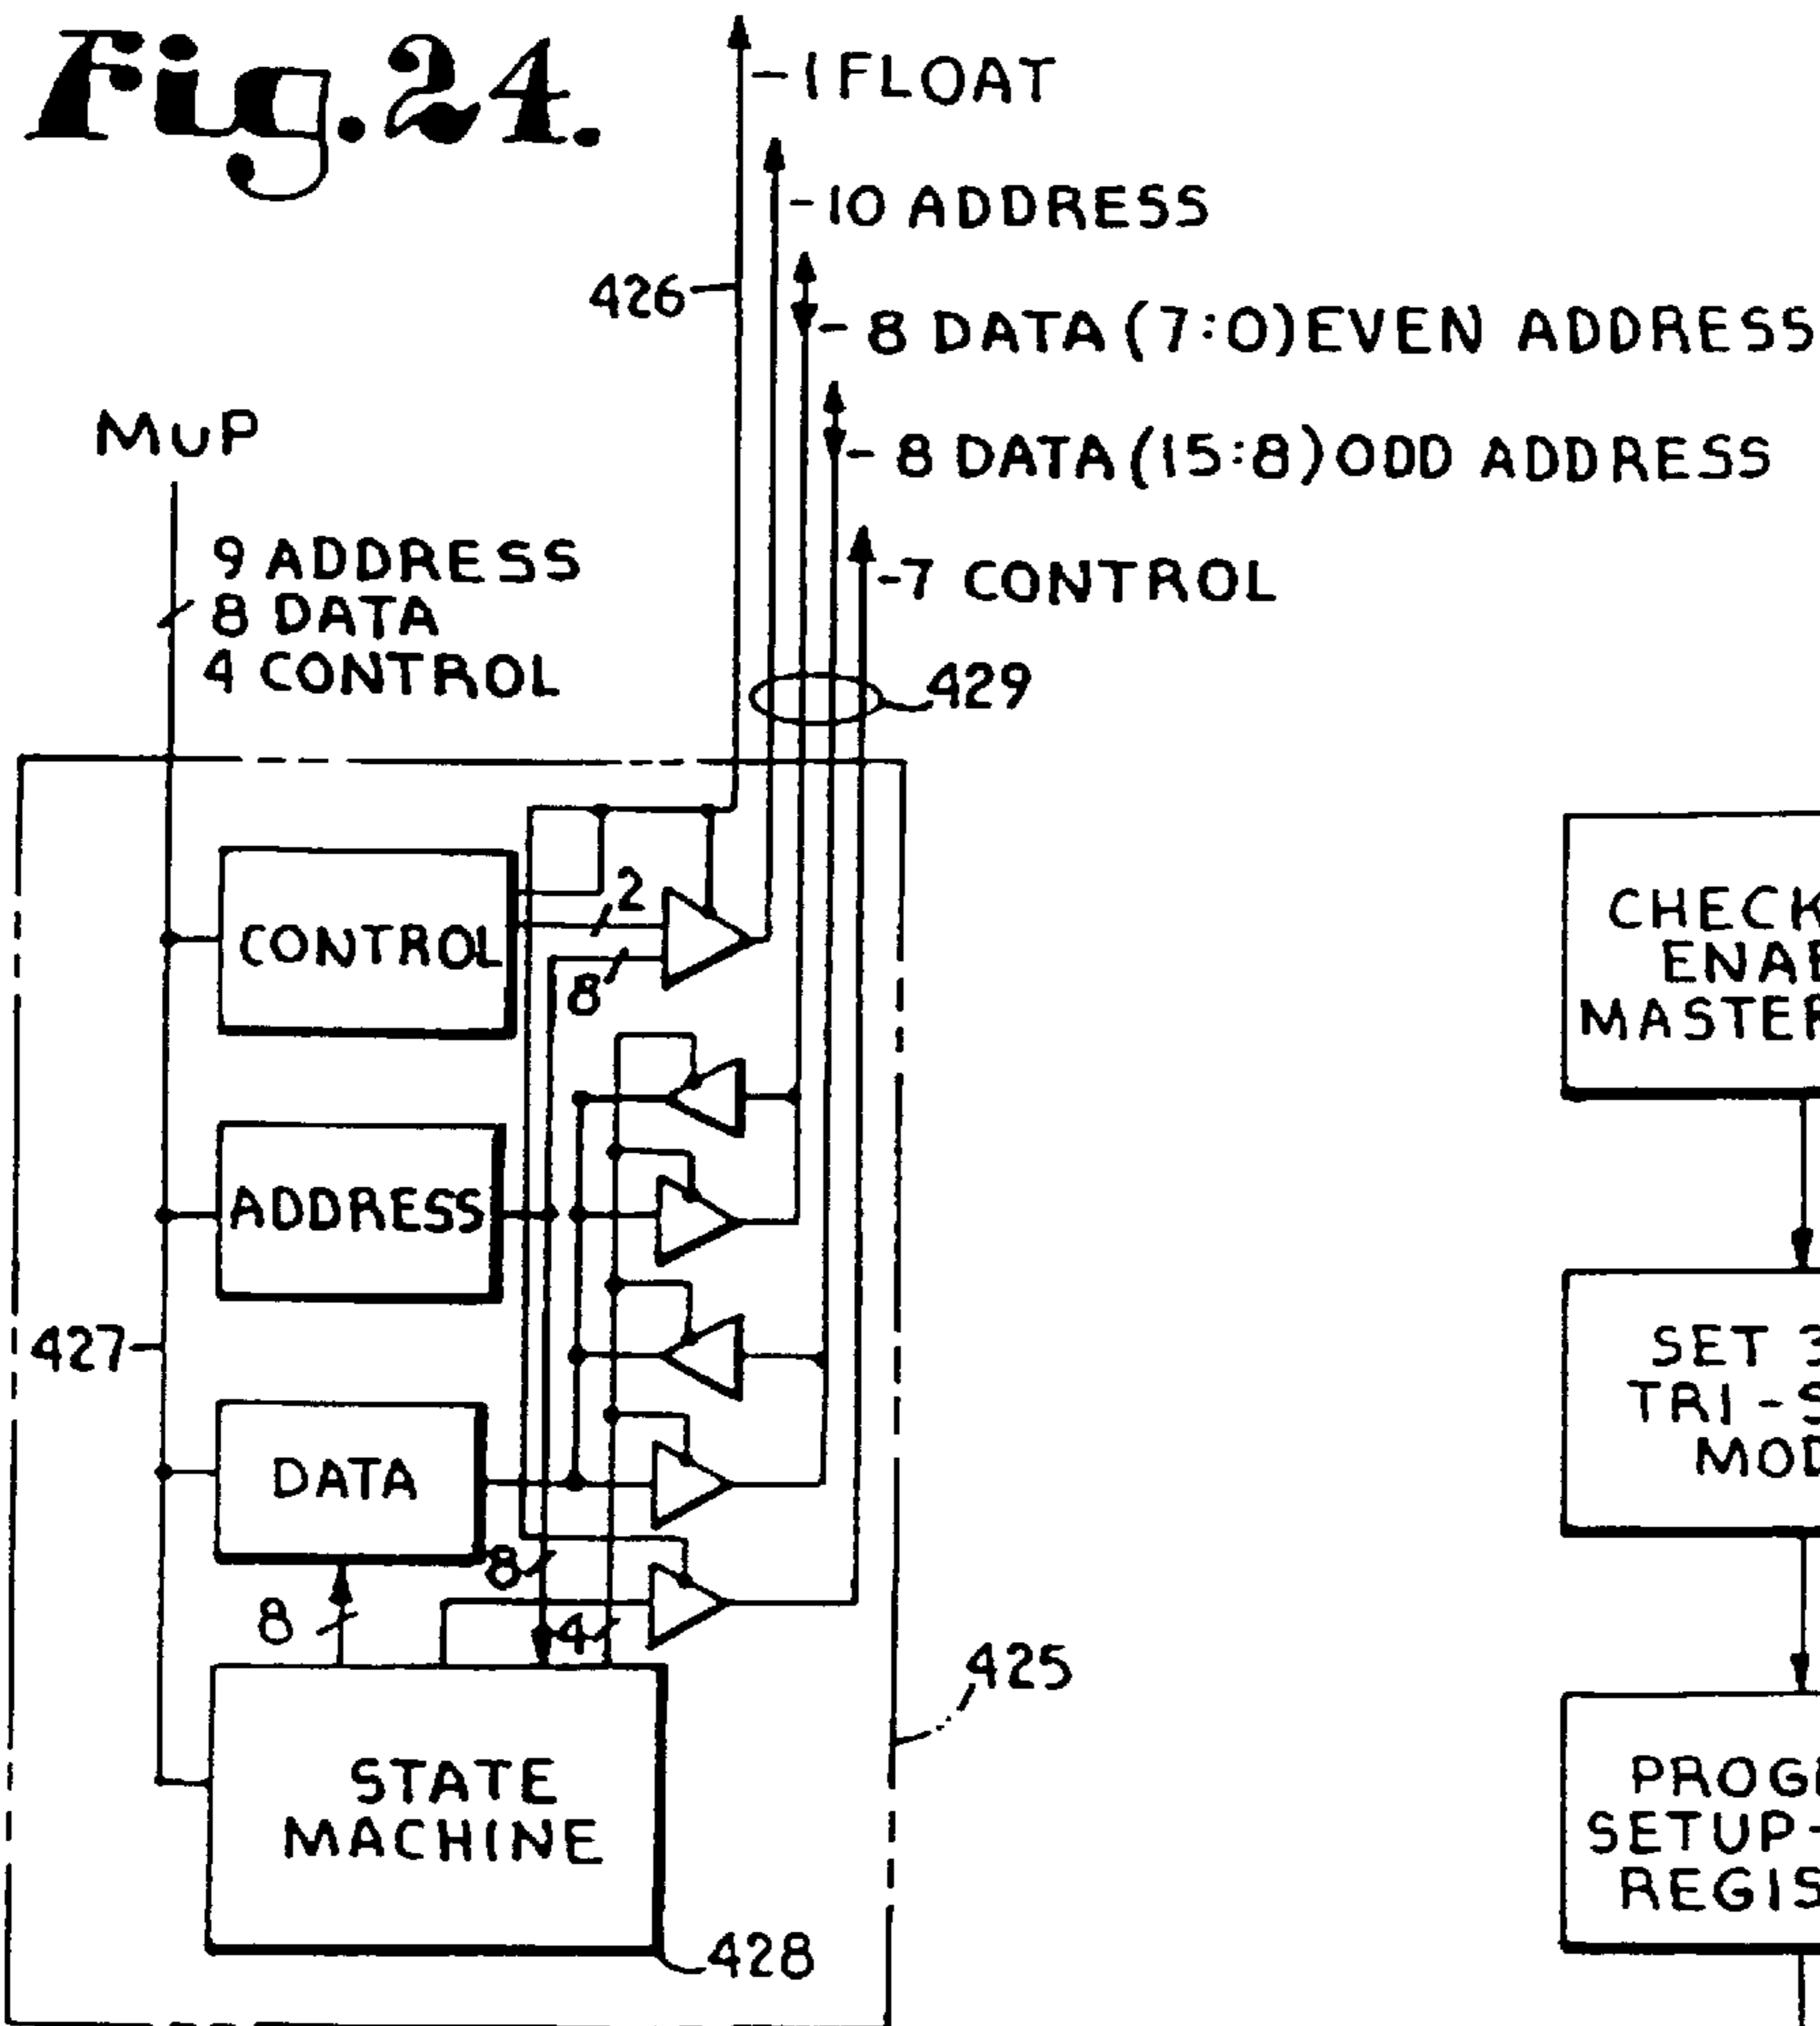 Fig.24.
1 FLOAT
10 ADDRESS
426
8 DATA (7:0) EVEN ADDRESS
MuP
8 DATA (15:8) ODD ADDRESS
9 ADDRESS
8 DATA
4 CONTROL
7 CONTROL
429
CONTROL
2
8
ADDRESS
427
DATA
8
8
4
425
STATE
MACHINE
428
SET
TRI-